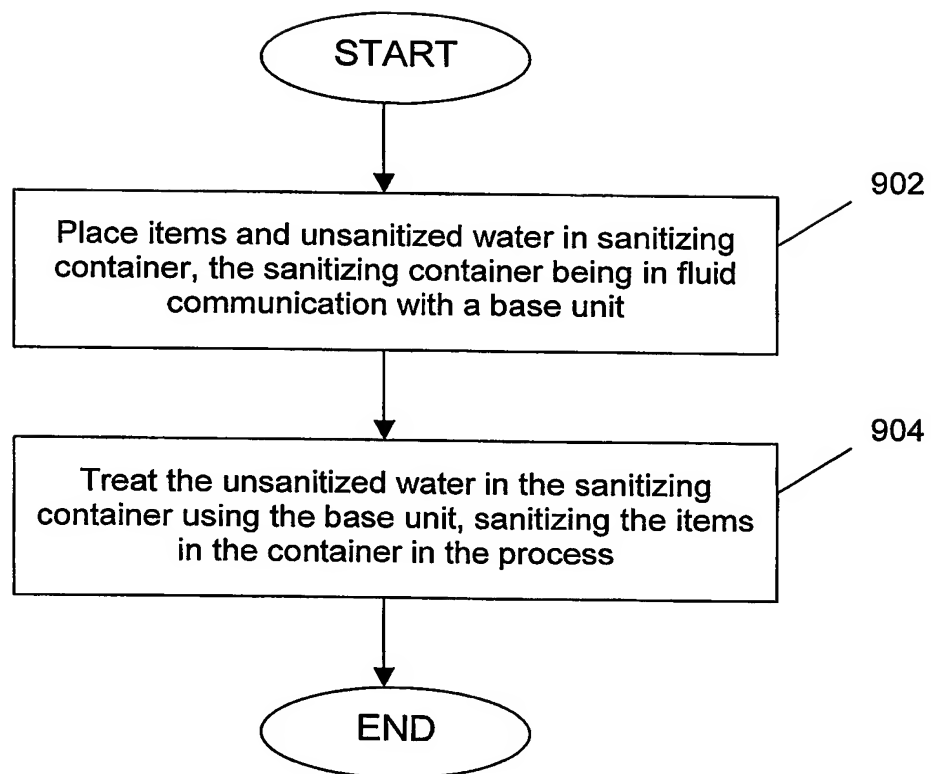 START
902
Place items and unsanitized water in sanitizing
container, the sanitizing container being in fluid
communication with a base unit
904
Treat the unsanitized water in the sanitizing
container using the base unit, sanitizing the items
in the container in the process
END